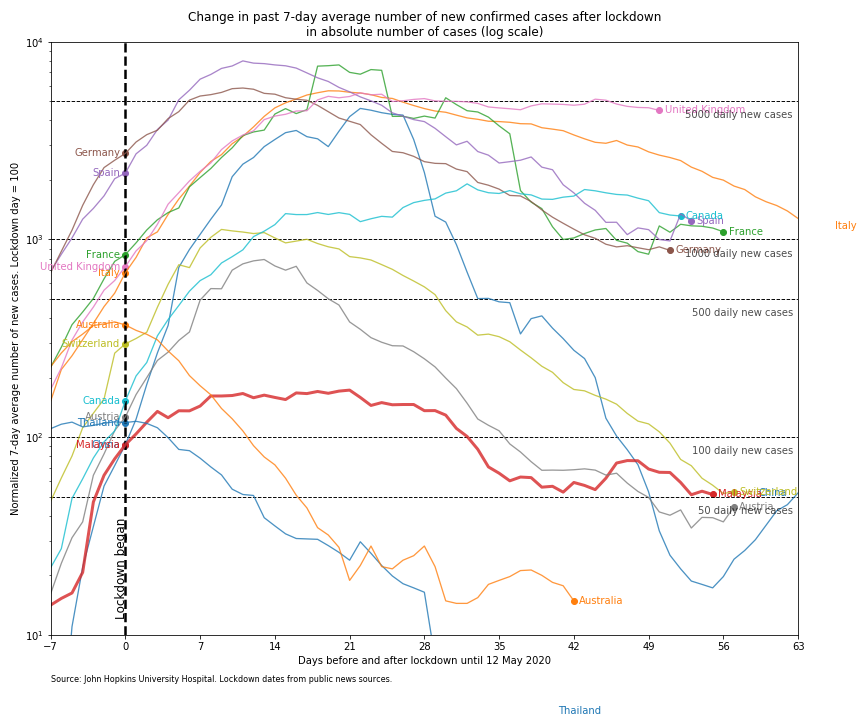 Change in past 7-day average number of new confirmed cases after lockdown
in absolute number of cases (log scale)
Normalized 7-day average number of new cases. Lockdown day = 100
10⁴
10³
10²
10¹
Germany
Spain
France
United Kingdom
Italy
Australia
Switzerland
Canada
Austria
Thailand
Malaysia
China
Lockdown began
United Kingdom
5000 daily new cases
Canada
Spain
Italy
France
Germany
1000 daily new cases
500 daily new cases
100 daily new cases
Switzerland
China
Malaysia
Austria
50 daily new cases
Australia
−7 0 7 14 21 28 35 42 49 56 63
Days before and after lockdown until 12 May 2020
Source: John Hopkins University Hospital. Lockdown dates from public news sources.
Thailand